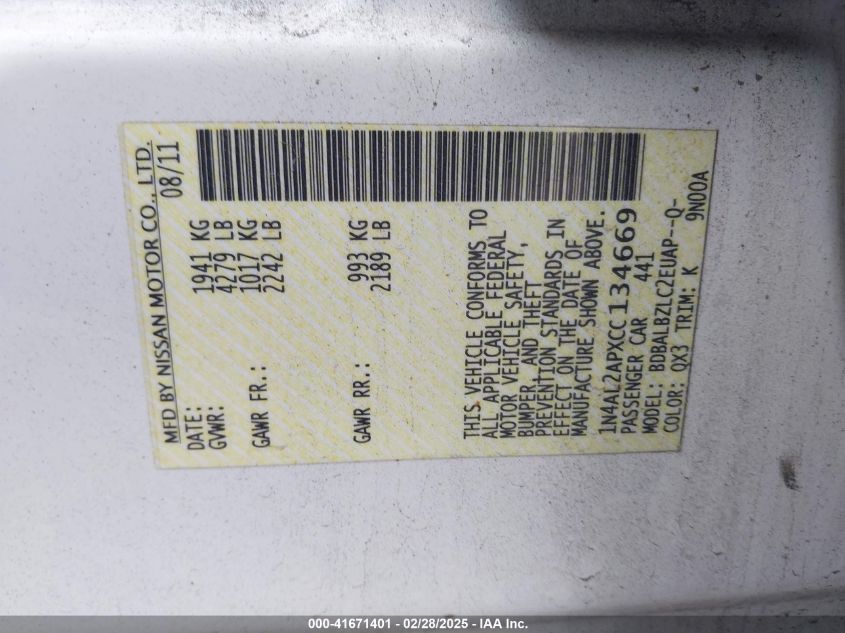 MFD BY NISSAN MOTOR CO., LTD.
DATE: 08/11
GVWR: 1941 KG
4279 LB
GAWR FR.: 1017 KG
2242 LB
GAWR RR.: 993 KG
2189 LB
THIS VEHICLE CONFORMS TO
ALL APPLICABLE FEDERAL
MOTOR VEHICLE SAFETY,
BUMPER, AND THEFT
PREVENTION STANDARDS IN
EFFECT ON THE DATE OF
MANUFACTURE SHOWN ABOVE.
1N4AL2APXCC134669
PASSENGER CAR 441
MODEL: BDBALBZLC2EUAP--Q-
COLOR: QX3 TRIM: K 9N00A
000-41671401 - 02/28/2025 - IAA Inc.